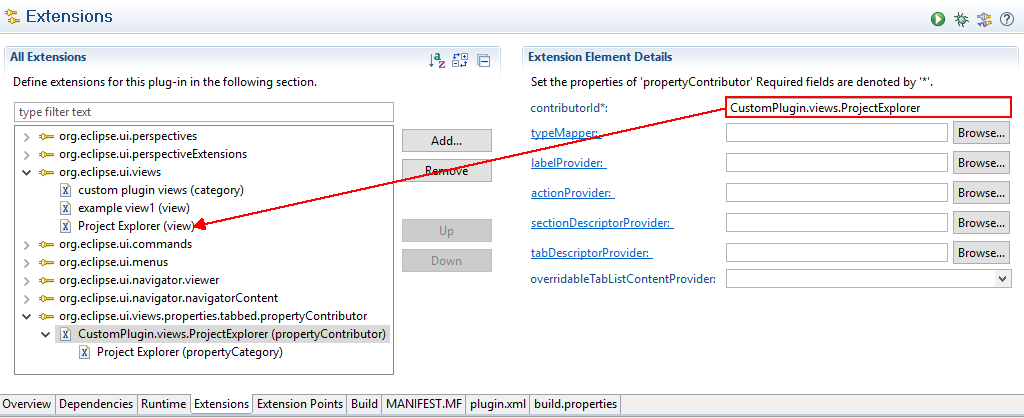 Extensions
All Extensions
Define extensions for this plug-in in the following section.
type filter text
org.eclipse.ui.perspectives
org.eclipse.ui.perspectiveExtensions
org.eclipse.ui.views
custom plugin views (category)
example view1 (view)
Project Explorer (view)
org.eclipse.ui.commands
org.eclipse.ui.menus
org.eclipse.ui.navigator.viewer
org.eclipse.ui.navigator.navigatorContent
org.eclipse.ui.views.properties.tabbed.propertyContributor
CustomPlugin.views.ProjectExplorer (propertyContributor)
Project Explorer (propertyCategory)
Add...
Remove
Up
Down
Extension Element Details
Set the properties of 'propertyContributor' Required fields are denoted by '*'.
contributorId*: CustomPlugin.views.ProjectExplorer
typeMapper: Browse...
labelProvider: Browse...
actionProvider: Browse...
sectionDescriptorProvider: Browse...
tabDescriptorProvider: Browse...
overridableTabListContentProvider:
Overview Dependencies Runtime Extensions Extension Points Build MANIFEST.MF plugin.xml build.properties